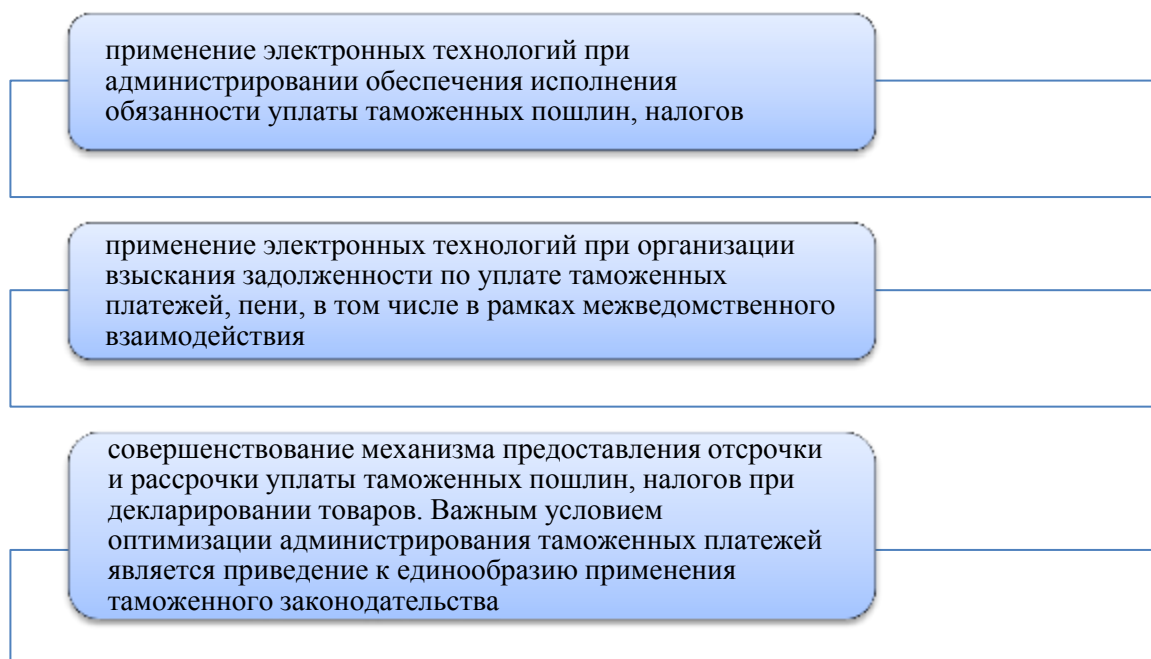 применение электронных технологий при
администрировании обеспечения исполнения
обязанности уплаты таможенных пошлин, налогов
применение электронных технологий при организации
взыскания задолженности по уплате таможенных
платежей, пени, в том числе в рамках межведомственного
взаимодействия
совершенствование механизма предоставления отсрочки
и рассрочки уплаты таможенных пошлин, налогов при
декларировании товаров. Важным условием
оптимизации администрирования таможенных платежей
является приведение к единообразию применения
таможенного законодательства